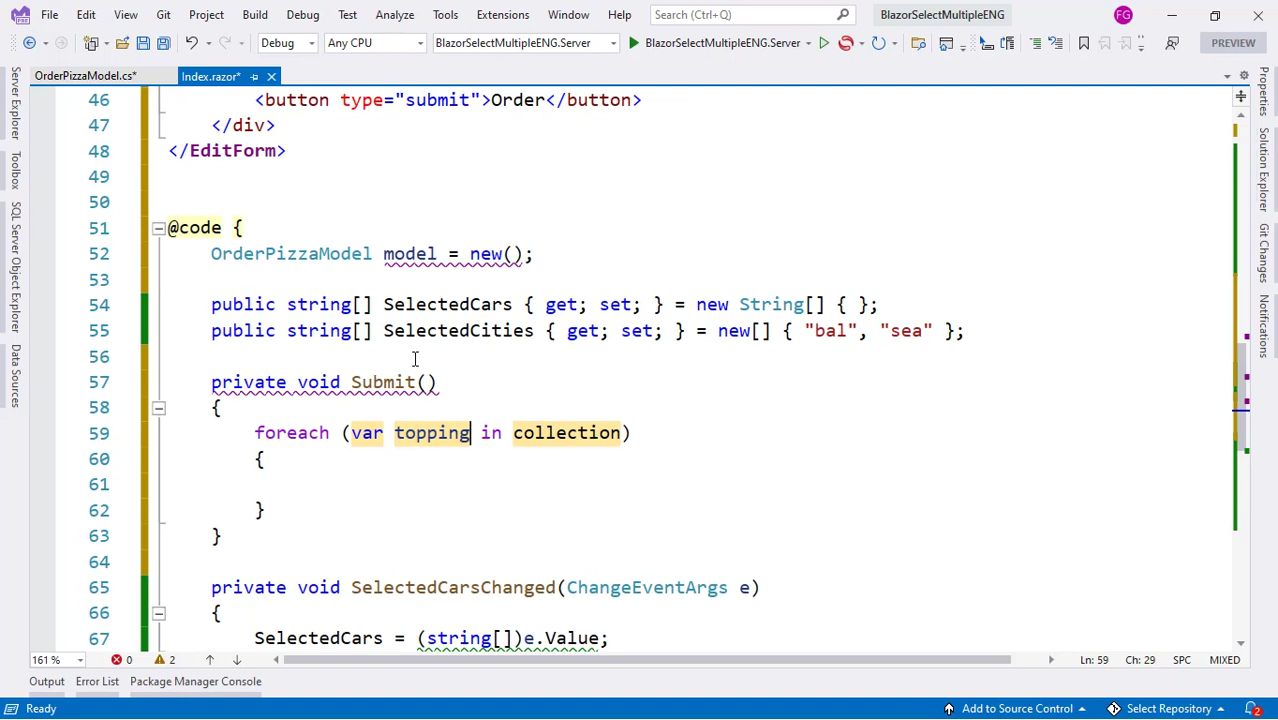 File Edit View Git Project Build Debug Test Analyze Tools Extensions Window Help Search (Ctrl+Q) BlazorSelectMultipleENG FG
Debug Any CPU BlazorSelectMultipleENG.Server BlazorSelectMultipleENG.Server PREVIEW
OrderPizzaModel.cs* Index.razor*
Server Explorer
Toolbox
SQL Server Object Explorer
Data Sources
46 <button type="submit">Order</button>
47 </div>
48 </EditForm>
49
50
51 @code {
52 OrderPizzaModel model = new();
53
54 public string[] SelectedCars { get; set; } = new String[] { };
55 public string[] SelectedCities { get; set; } = new[] { "bal", "sea" };
56
57 private void Submit()
58 {
59 foreach (var topping in collection)
60 {
61
62 }
63 }
64
65 private void SelectedCarsChanged(ChangeEventArgs e)
66 {
67 SelectedCars = (string[])e.Value;
Properties
Solution Explorer
Git Changes
Notifications
161 % 0 2 Ln: 59 Ch: 29 SPC MIXED
Output Error List Package Manager Console
Ready Add to Source Control Select Repository 2